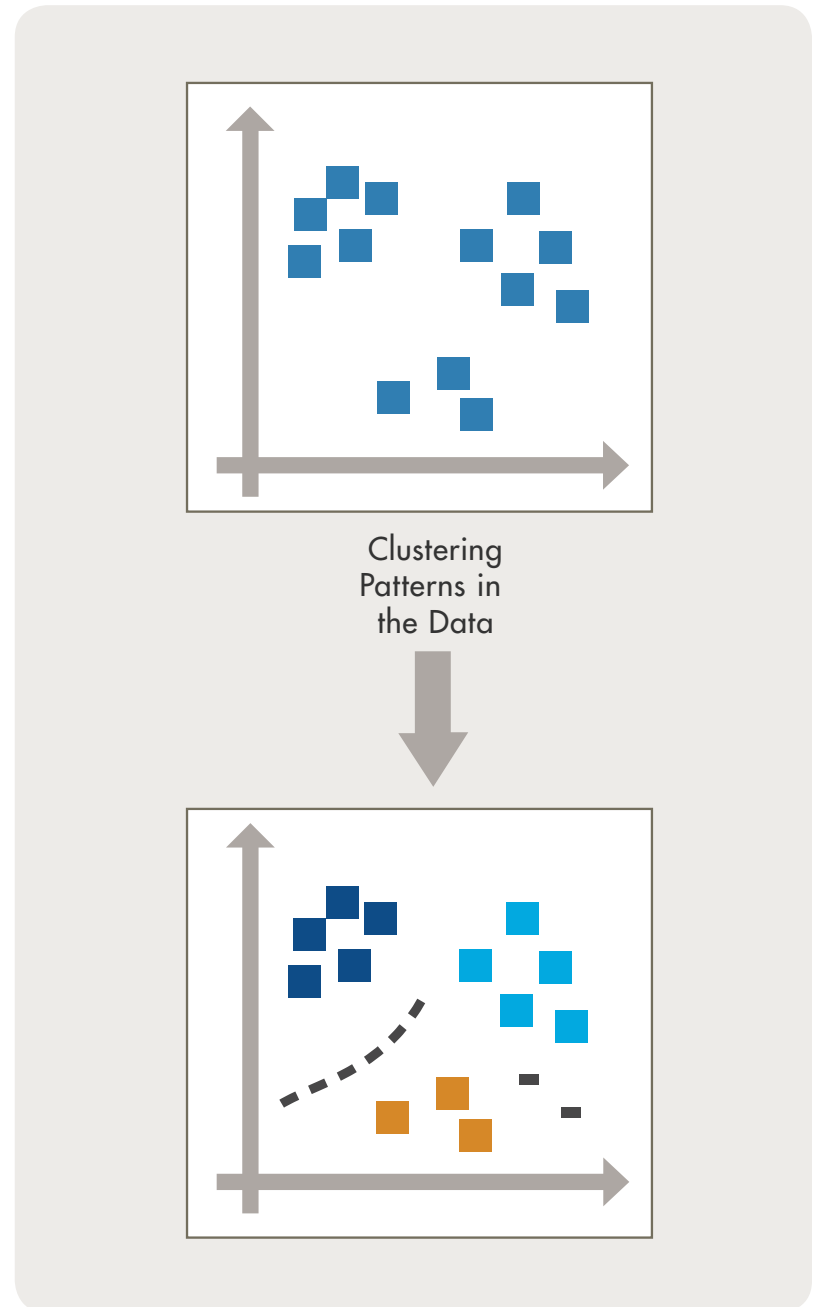 Clustering
Patterns in
the Data